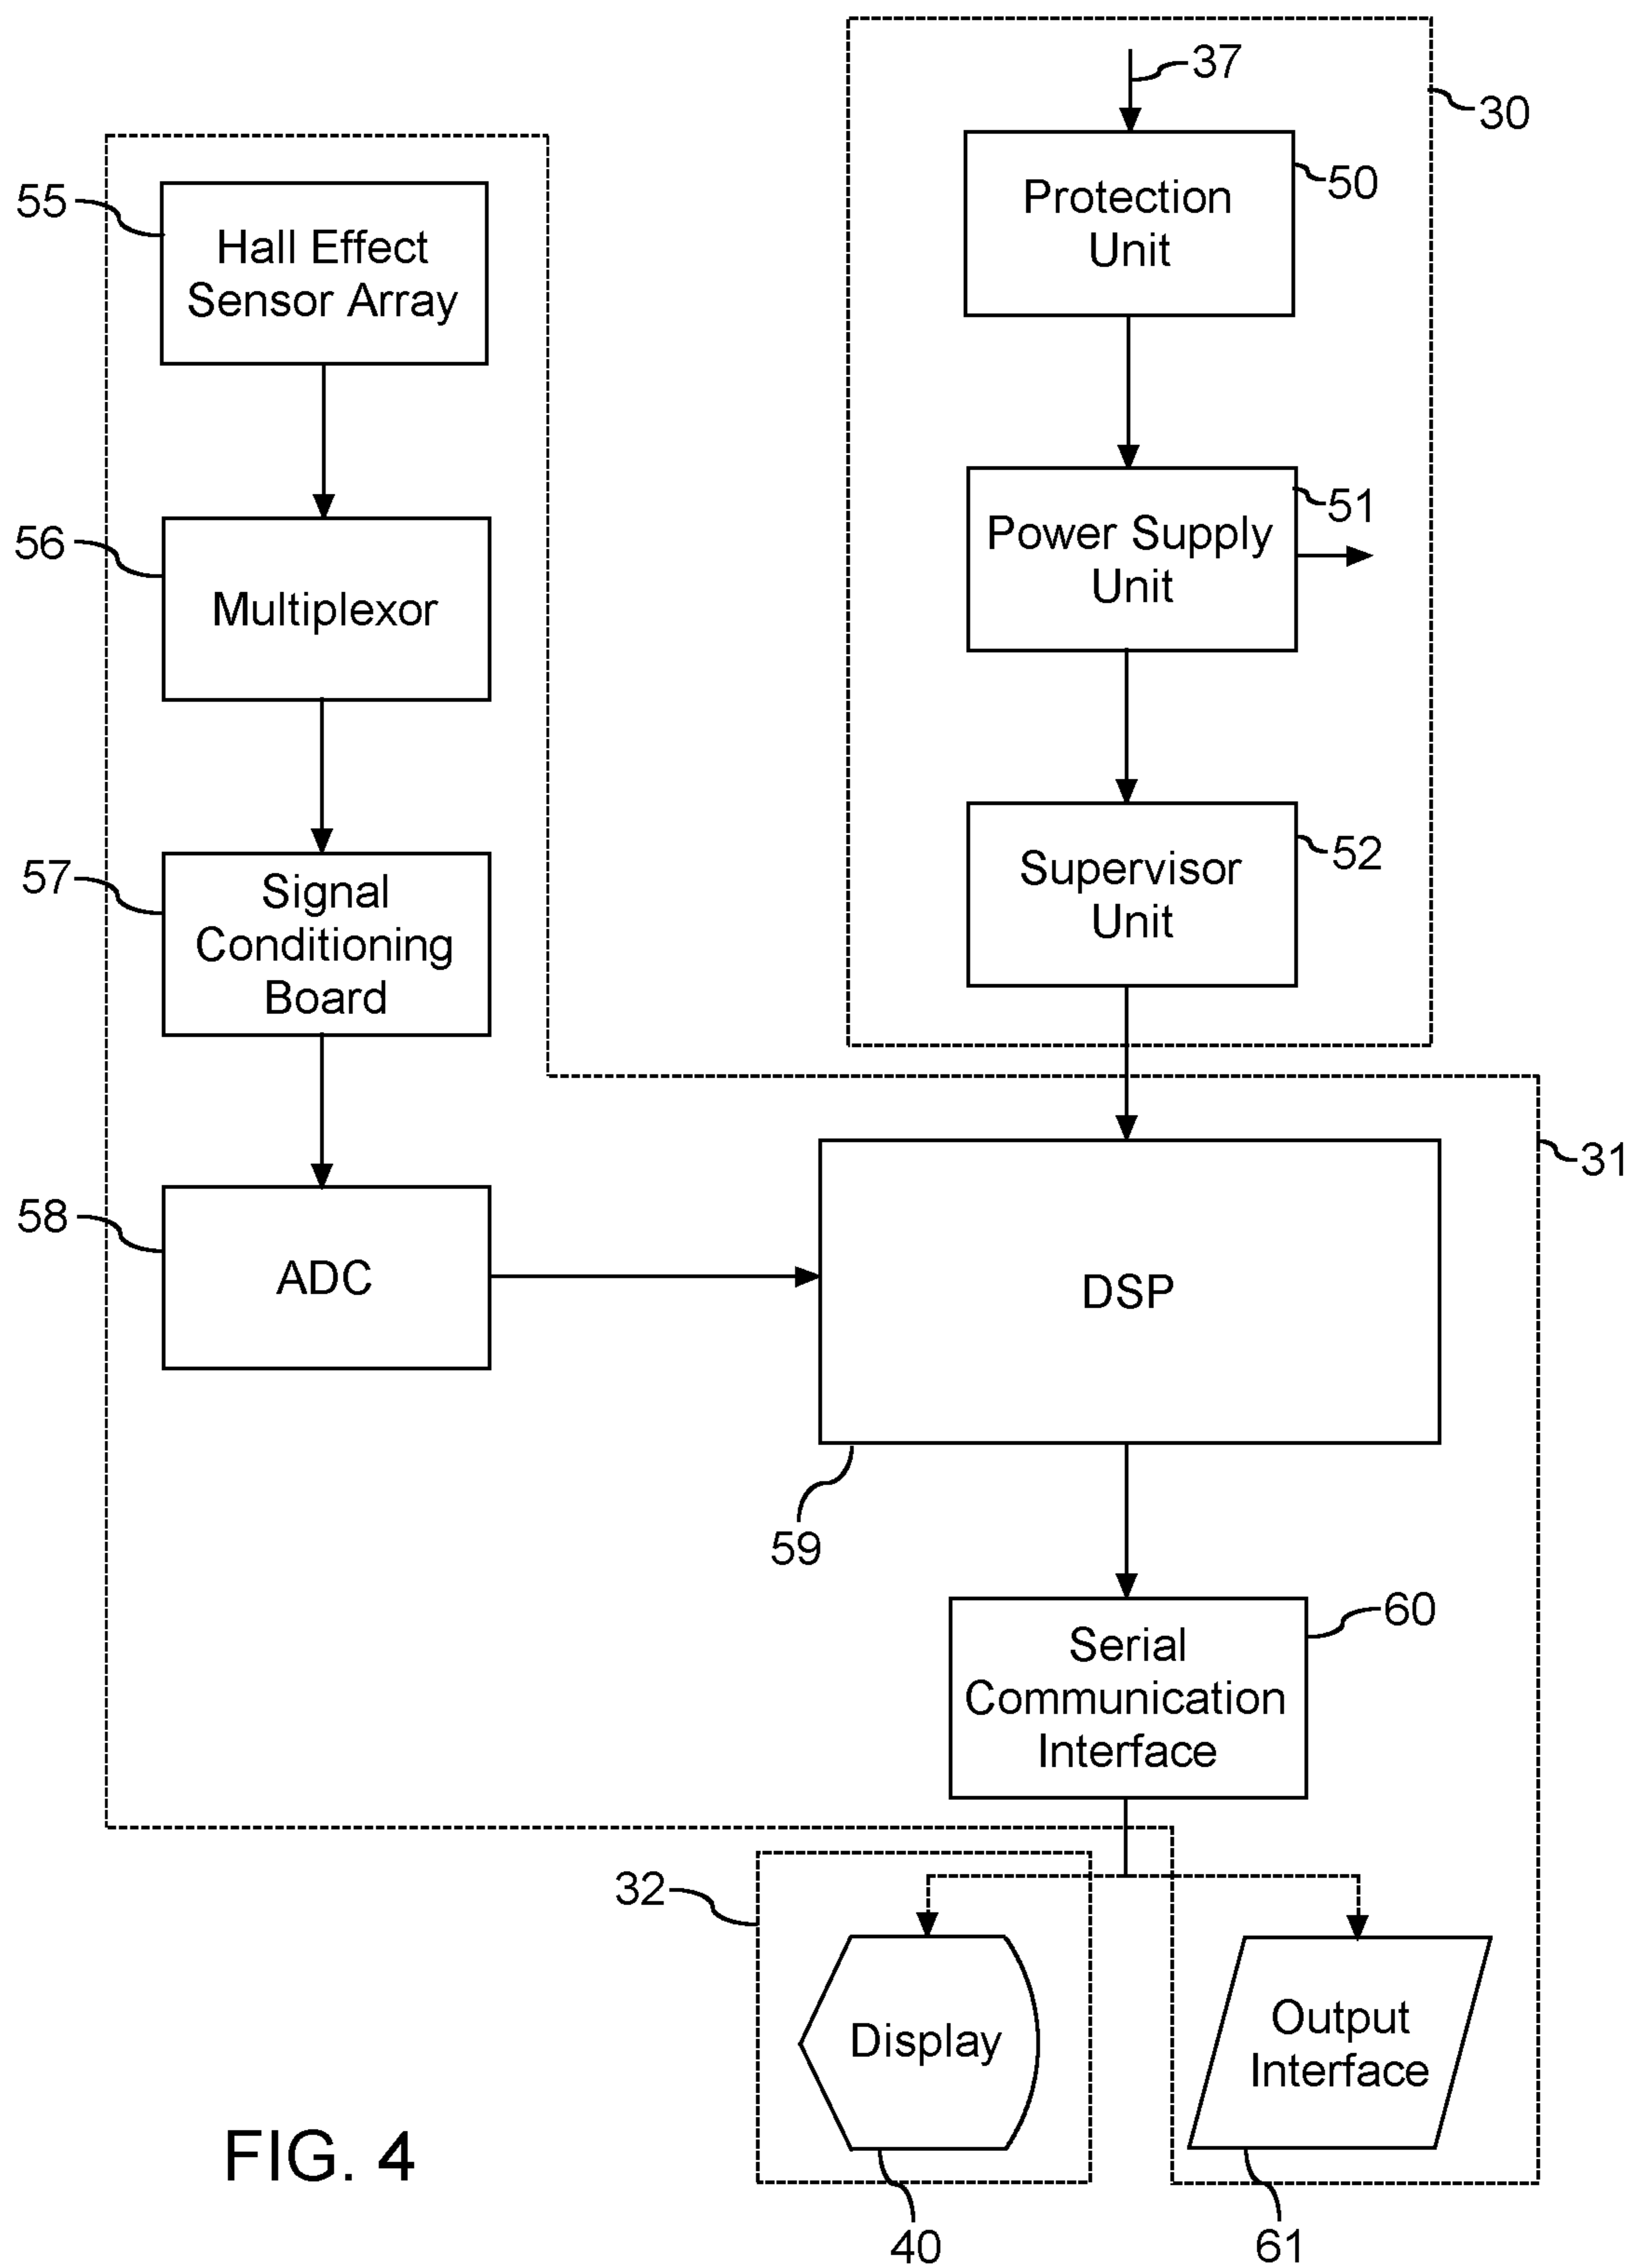 37
30
50
Protection
Unit
55
Hall Effect
Sensor Array
51
Power Supply
Unit
56
Multiplexor
52
Supervisor
Unit
57
Signal
Conditioning
Board
31
58
ADC
DSP
59
60
Serial
Communication
Interface
32
Display
Output
Interface
FIG. 4
40
61